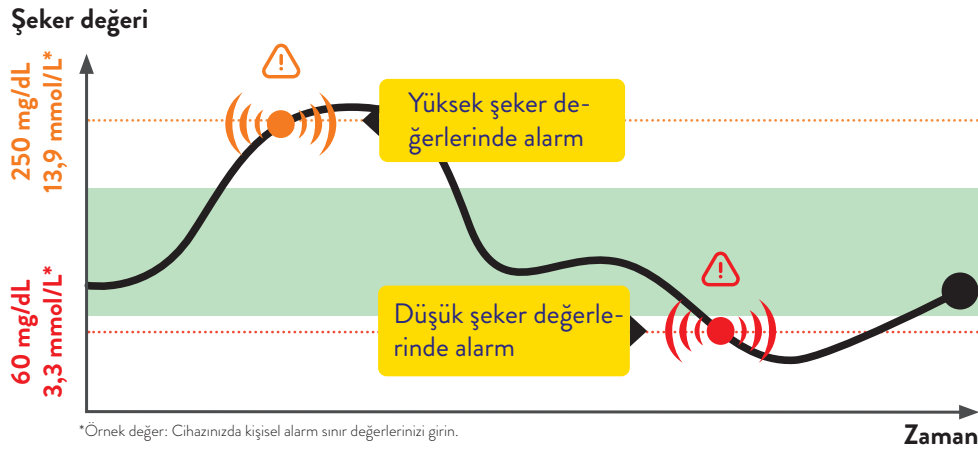 Şeker değeri
250 mg/dL
13,9 mmol/L*
Yüksek şeker de-
ğerlerinde alarm
60 mg/dL
3,3 mmol/L*
Düşük şeker değerle-
rinde alarm
*Örnek değer: Cihazınızda kişisel alarm sınır değerlerinizi girin.
Zaman